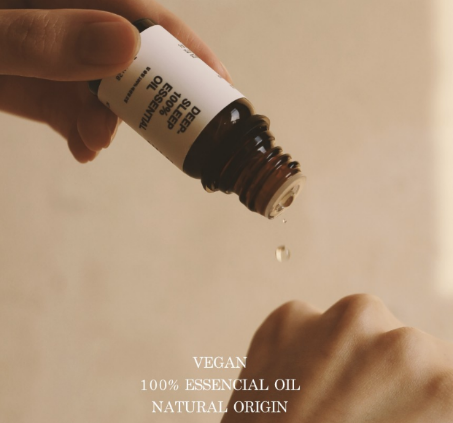 DEEP-
SLEEP
100%
ESSENTIAL
OIL
VEGAN
100% ESSENCIAL OIL
NATURAL ORIGIN